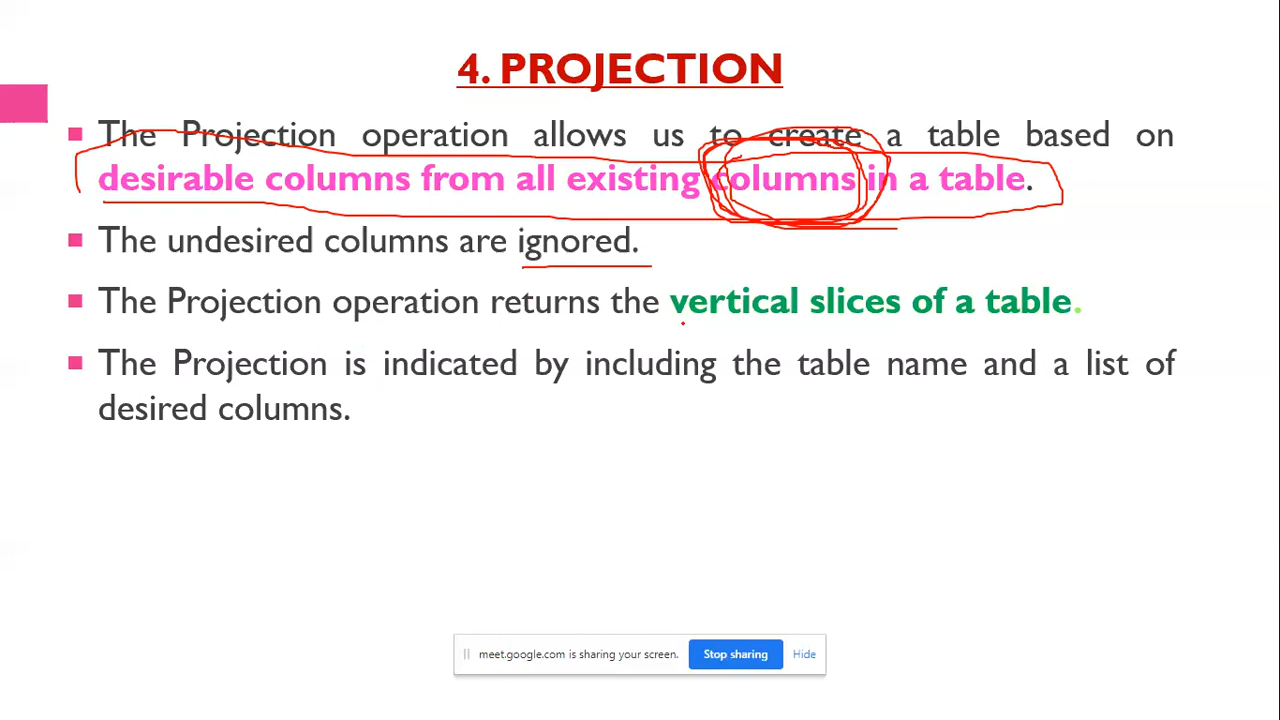 4. PROJECTION
The Projection operation allows us to create a table based on
desirable columns from all existing columns in a table.
The undesired columns are ignored.
The Projection operation returns the vertical slices of a table.
The Projection is indicated by including the table name and a list of
desired columns.
meet.google.com is sharing your screen. Stop sharing Hide